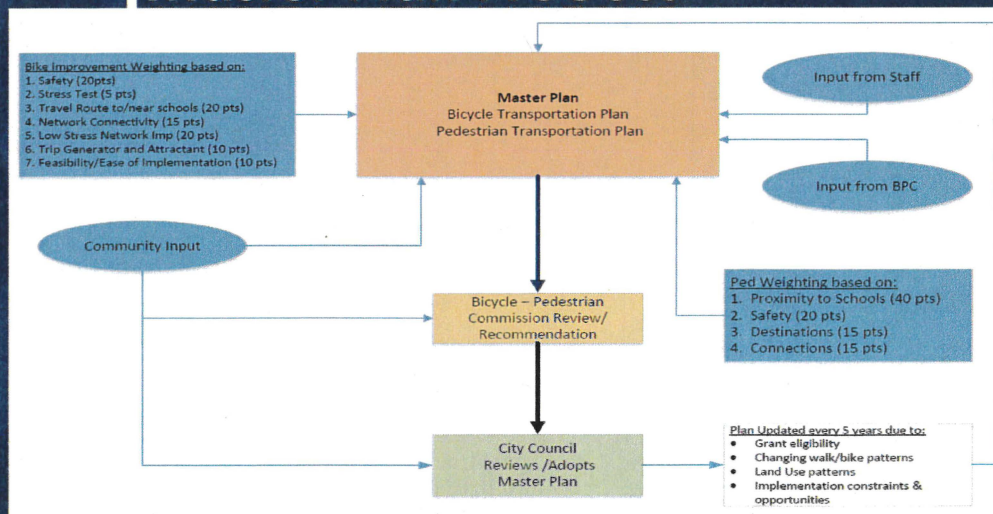 Bike Improvement Weighting based on:
1. Safety (20pts)
2. Stress Test (5 pts)
3. Travel Route to/near schools (20 pts)
4. Network Connectivity (15 pts)
5. Low Stress Network Imp (20 pts)
6. Trip Generator and Attractant (10 pts)
7. Feasibility/Ease of Implementation (10 pts)
Master Plan
Bicycle Transportation Plan
Pedestrian Transportation Plan
Input from Staff
Input from BPC
Community Input
Bicycle – Pedestrian
Commission Review/
Recommendation
Ped Weighting based on:
1. Proximity to Schools (40 pts)
2. Safety (20 pts)
3. Destinations (15 pts)
4. Connections (15 pts)
City Council
Reviews /Adopts
Master Plan
Plan Updated every 5 years due to:
• Grant eligibility
• Changing walk/bike patterns
• Land Use patterns
• Implementation constraints &
opportunities